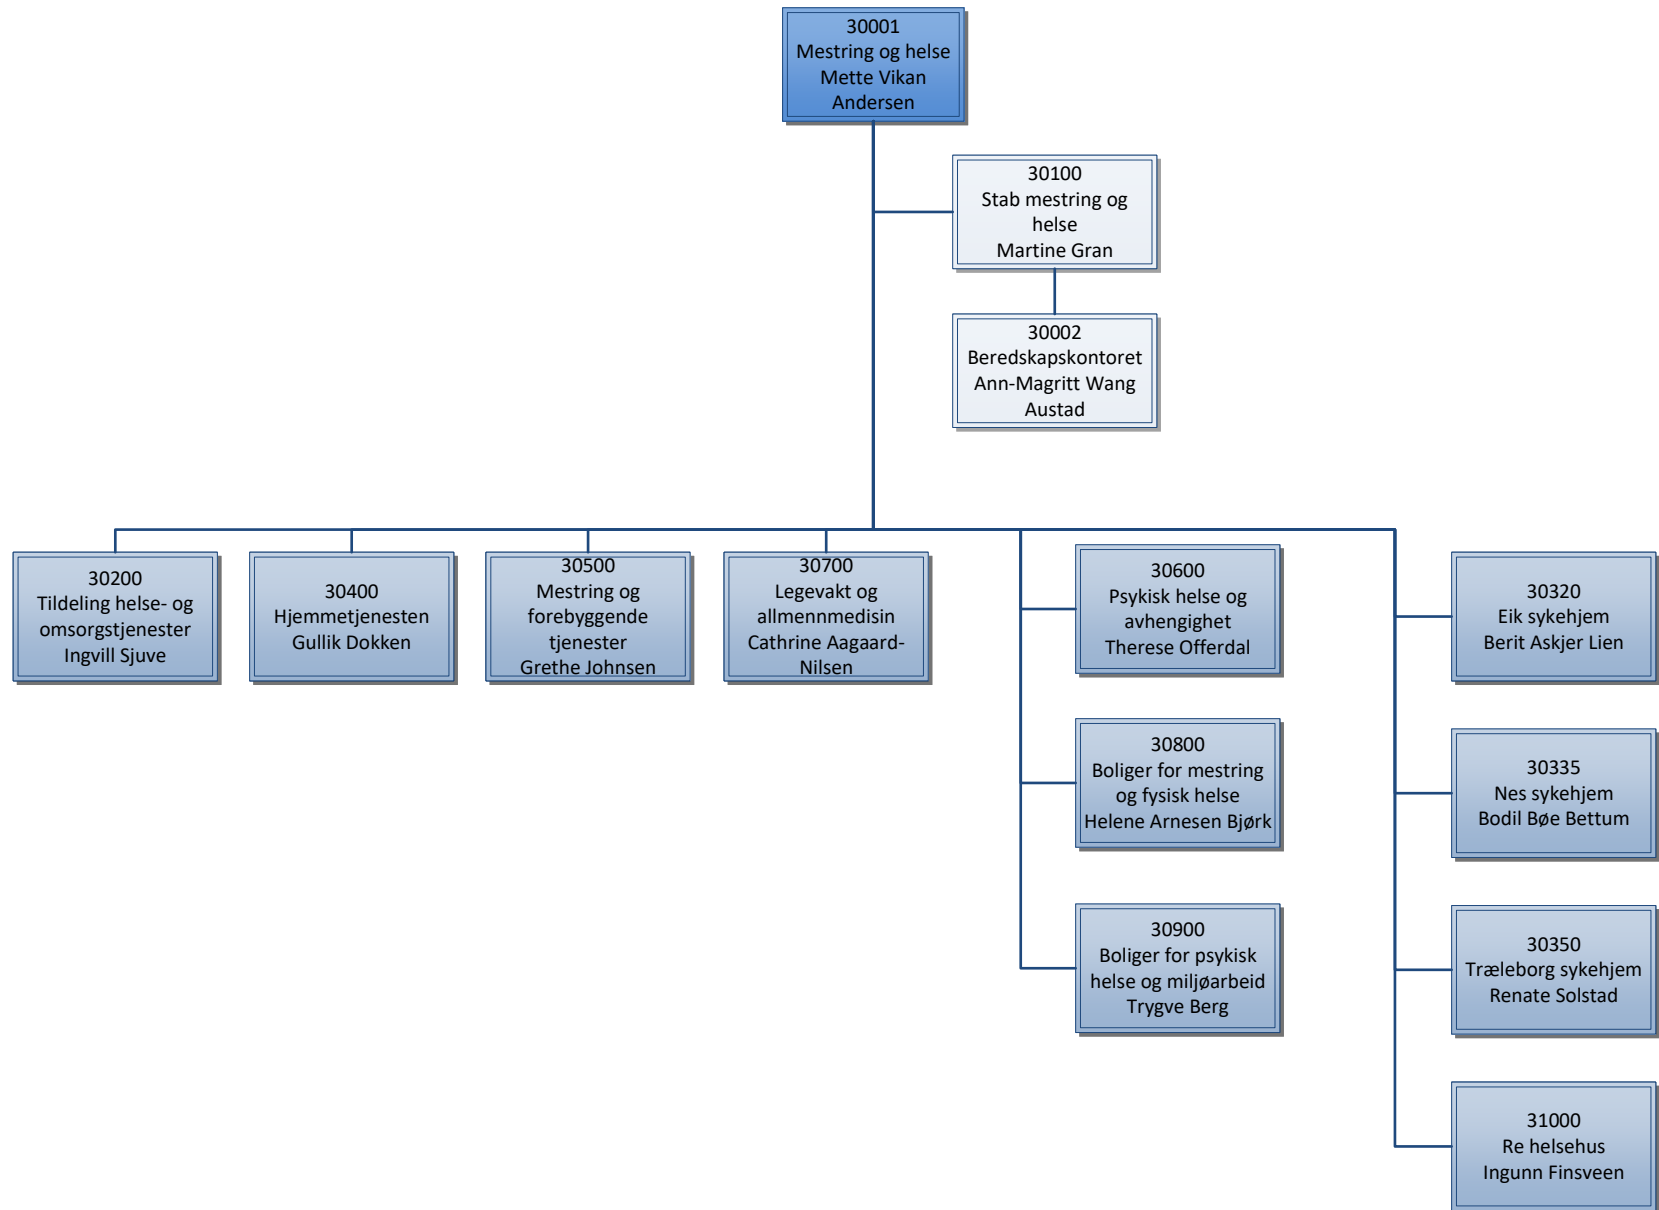 30001
Mestring og helse
Mette Vikan
Andersen
30100
Stab mestring og
helse
Martine Gran
30002
Beredskapskontoret
Ann-Magritt Wang
Austad
30200
Tildeling helse- og
omsorgstjenester
Ingvill Sjuve
30400
Hjemmetjenesten
Gullik Dokken
30500
Mestring og
forebyggende
tjenester
Grethe Johnsen
30700
Legevakt og
allmennmedisin
Cathrine Aagaard-
Nilsen
30600
Psykisk helse og
avhengighet
Therese Offerdal
30800
Boliger for mestring
og fysisk helse
Helene Arnesen Bjørk
30900
Boliger for psykisk
helse og miljøarbeid
Trygve Berg
30320
Eik sykehjem
Berit Askjer Lien
30335
Nes sykehjem
Bodil Bøe Bettum
30350
Træleborg sykehjem
Renate Solstad
31000
Re helsehus
Ingunn Finsveen